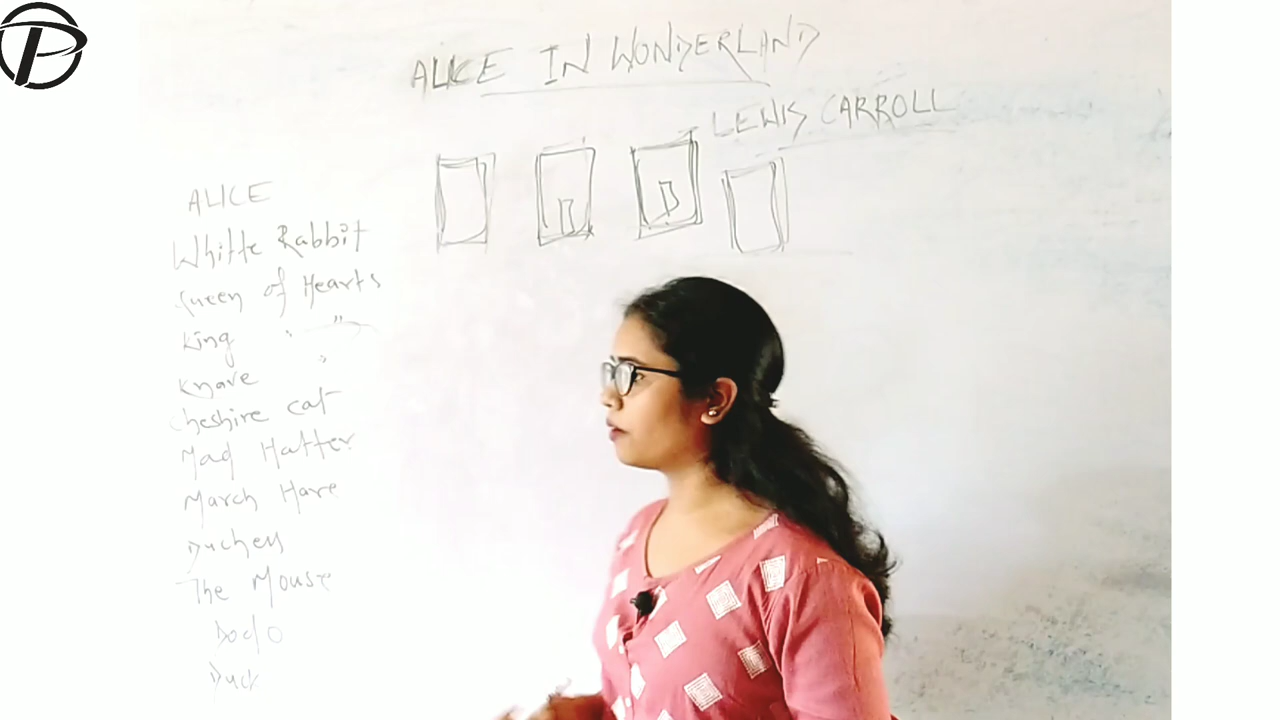 ALICE IN WONDERLAND
LEWIS CARROLL
ALICE
Whitte Rabbit
Queen of Hearts
King " "
Knave "
Cheshire cat
Mad Hatter
March Hare
Duchess
The Mouse
Dodo
Duck